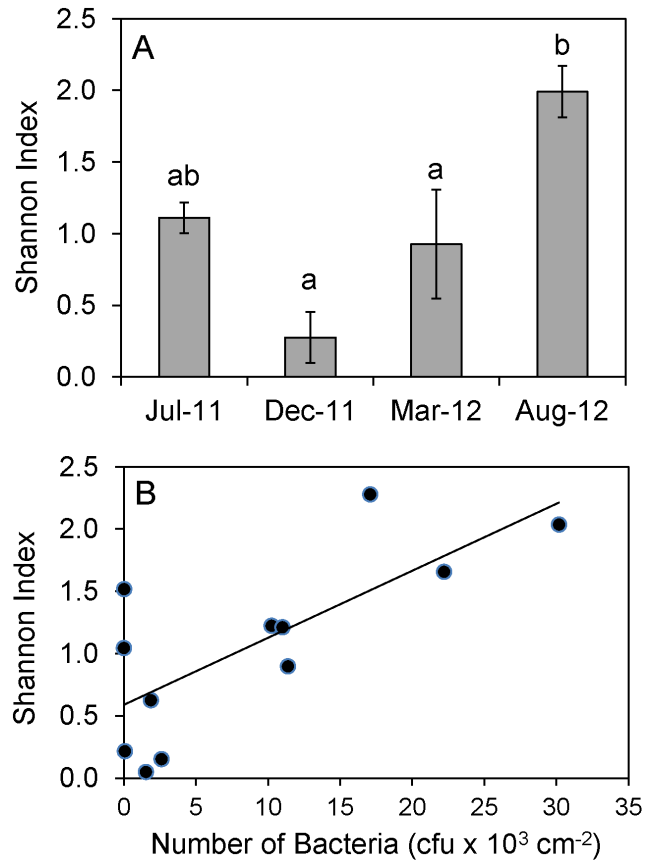 A
Shannon Index
2.5
2.0
1.5
1.0
0.5
0.0
ab
a
a
b
Jul-11 Dec-11 Mar-12 Aug-12
B
Shannon Index
2.5
2.0
1.5
1.0
0.5
0.0
0 5 10 15 20 25 30 35
Number of Bacteria (cfu x 10³ cm⁻²)